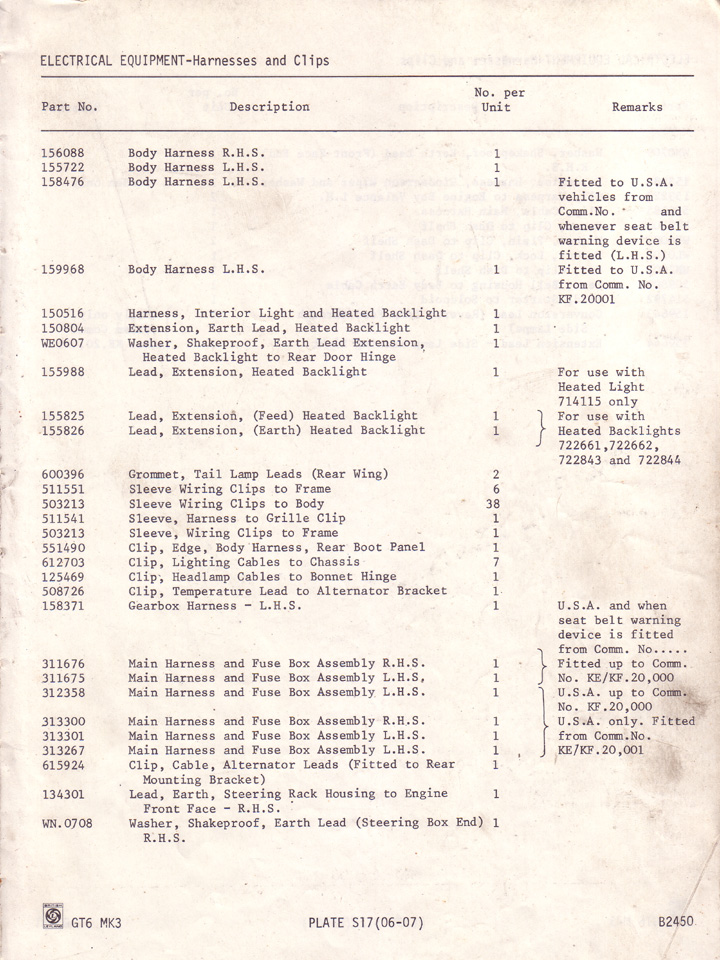 ELECTRICAL EQUIPMENT-Harnesses and Clips
Part No. Description No. per Unit Remarks
156088 Body Harness R.H.S. 1
155722 Body Harness L.H.S. 1
158476 Body Harness L.H.S. 1 Fitted to U.S.A.
vehicles from
Comm.No. and
whenever seat belt
warning device is
fitted (L.H.S.)
159968 Body Harness L.H.S. 1 Fitted to U.S.A.
from Comm. No.
KF.20001
150516 Harness, Interior Light and Heated Backlight 1
150804 Extension, Earth Lead, Heated Backlight 1
WE0607 Washer, Shakeproof, Earth Lead Extension, 1
Heated Backlight to Rear Door Hinge
155988 Lead, Extension, Heated Backlight 1 For use with
Heated Light
714115 only
155825 Lead, Extension, (Feed) Heated Backlight 1 For use with
155826 Lead, Extension, (Earth) Heated Backlight 1 Heated Backlights
722661,722662,
722843 and 722844
600396 Grommet, Tail Lamp Leads (Rear Wing) 2
511551 Sleeve Wiring Clips to Frame 6
503213 Sleeve Wiring Clips to Body 38
511541 Sleeve, Harness to Grille Clip 1
503213 Sleeve, Wiring Clips to Frame 1
551490 Clip, Edge, Body Harness, Rear Boot Panel 1
612703 Clip, Lighting Cables to Chassis 7
125469 Clip, Headlamp Cables to Bonnet Hinge 1
508726 Clip, Temperature Lead to Alternator Bracket 1
158371 Gearbox Harness - L.H.S. 1 U.S.A. and when
seat belt warning
device is fitted
from Comm. No.....
311676 Main Harness and Fuse Box Assembly R.H.S. 1 Fitted up to Comm.
311675 Main Harness and Fuse Box Assembly L.H.S, 1 No. KE/KF.20,000
312358 Main Harness and Fuse Box Assembly L.H.S. 1 U.S.A. up to Comm.
No. KF.20,000
313300 Main Harness and Fuse Box Assembly R.H.S. 1 U.S.A. only. Fitted
313301 Main Harness and Fuse Box Assembly L.H.S. 1 from Comm.No.
313267 Main Harness and Fuse Box Assembly L.H.S. 1 KE/KF.20,001
615924 Clip, Cable, Alternator Leads (Fitted to Rear 1
Mounting Bracket)
134301 Lead, Earth, Steering Rack Housing to Engine 1
Front Face - R.H.S.
WN.0708 Washer, Shakeproof, Earth Lead (Steering Box End) 1
R.H.S.
BRITISH
LEYLAND
GT6 MK3 PLATE S17(06-07) B2450